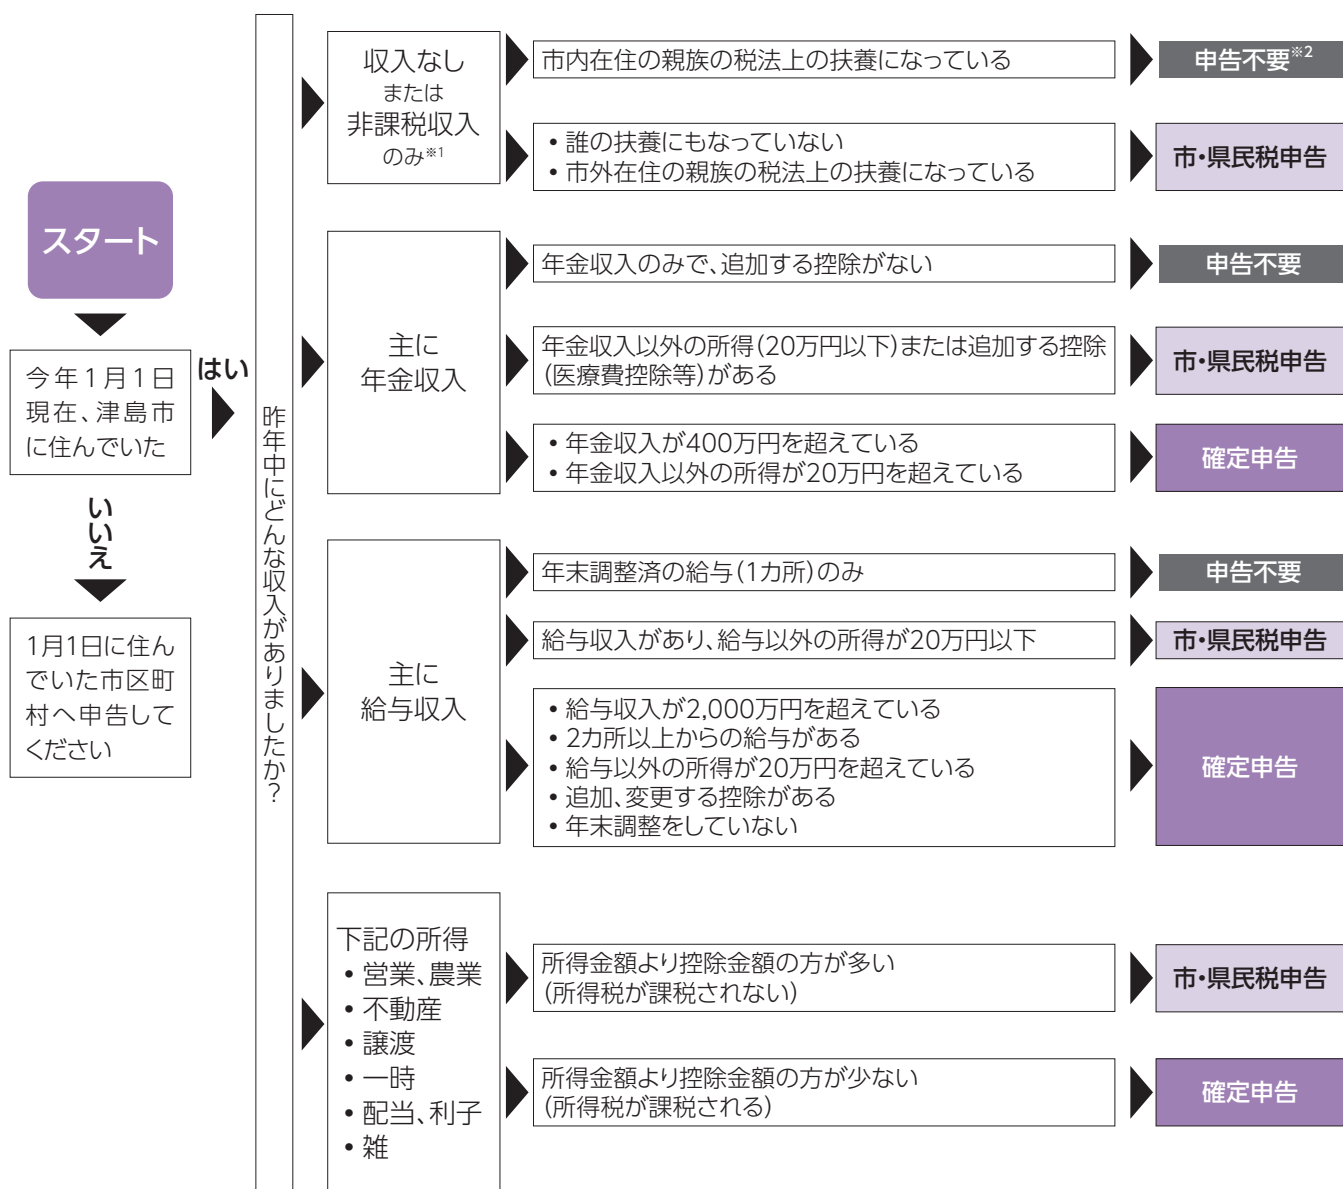 スタート
今年1月1日
現在、津島市
に住んでいた
はい
いいえ
1月1日に住ん
でいた市区町
村へ申告して
ください
昨年中にどんな収入がありましたか?
収入なし
または
非課税収入
のみ※1
市内在住の親族の税法上の扶養になっている
申告不要※2
• 誰の扶養にもなっていない
• 市外在住の親族の税法上の扶養になっている
市・県民税申告
主に
年金収入
年金収入のみで、追加する控除がない
申告不要
年金収入以外の所得(20万円以下)または追加する控除
(医療費控除等)がある
市・県民税申告
• 年金収入が400万円を超えている
• 年金収入以外の所得が20万円を超えている
確定申告
主に
給与収入
年末調整済の給与(1カ所)のみ
申告不要
給与収入があり、給与以外の所得が20万円以下
市・県民税申告
• 給与収入が2,000万円を超えている
• 2カ所以上からの給与がある
• 給与以外の所得が20万円を超えている
• 追加、変更する控除がある
• 年末調整をしていない
確定申告
下記の所得
• 営業、農業
• 不動産
• 譲渡
• 一時
• 配当、利子
• 雑
所得金額より控除金額の方が多い
(所得税が課税されない)
市・県民税申告
所得金額より控除金額の方が少ない
(所得税が課税される)
確定申告